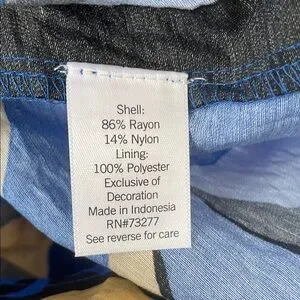 Shell:
86% Rayon
14% Nylon
Lining:
100% Polyester
Exclusive of
Decoration
Made in Indonesia
RN#73277
See reverse for care